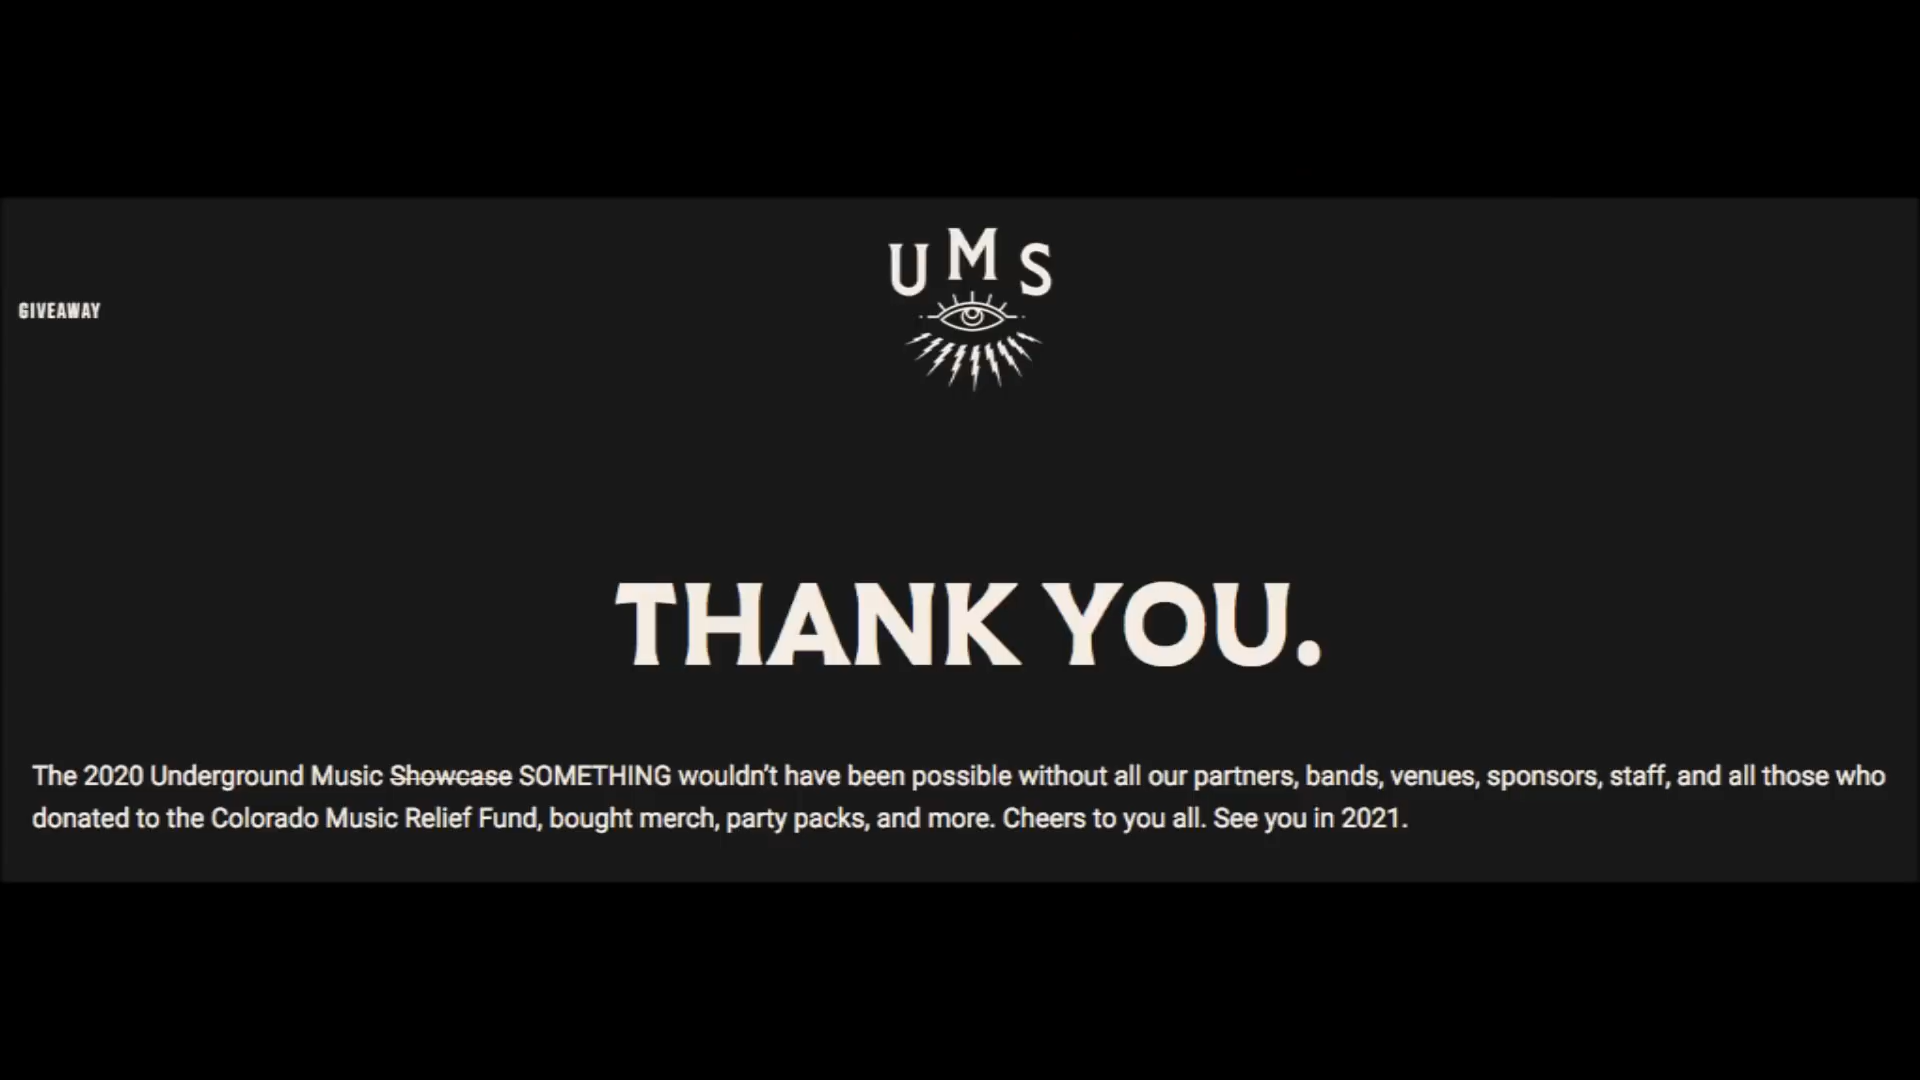 UMS
GIVEAWAY
THANK YOU.
The 2020 Underground Music Showcase SOMETHING wouldn't have been possible without all our partners, bands, venues, sponsors, staff, and all those who
donated to the Colorado Music Relief Fund, bought merch, party packs, and more. Cheers to you all. See you in 2021.